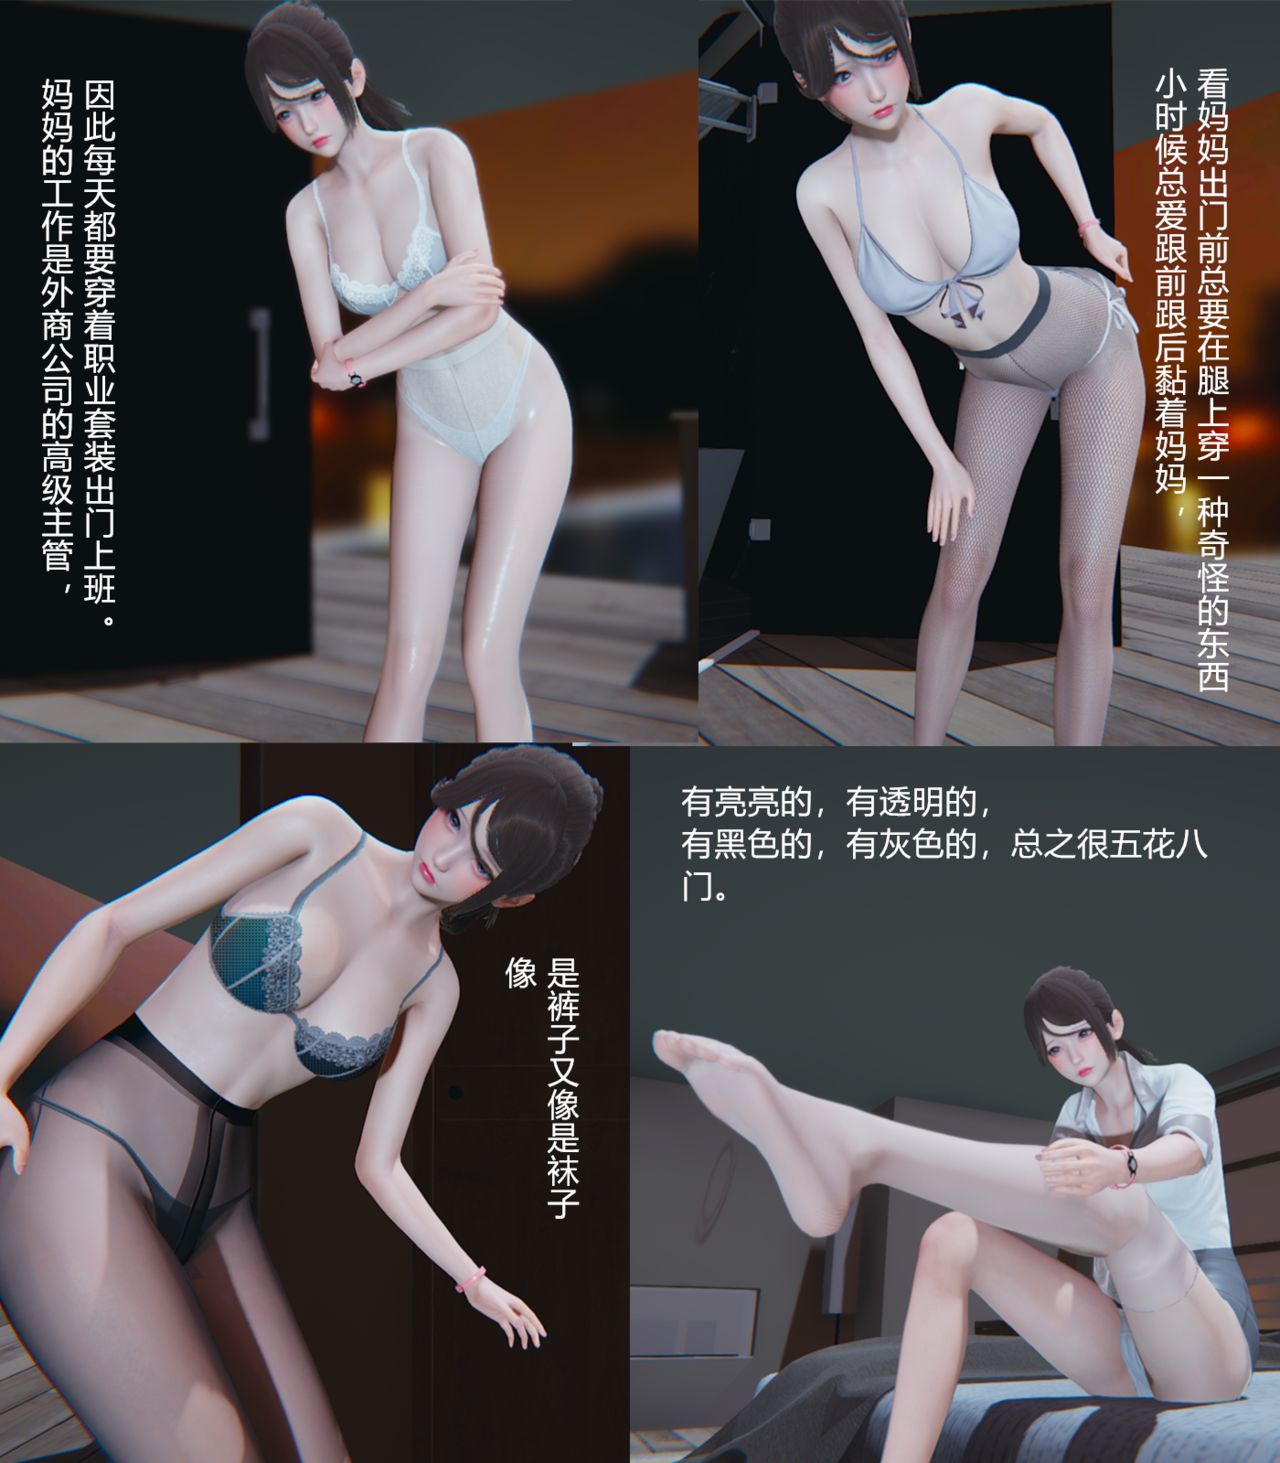 妈妈的工作是外商公司的高级主管，
因此每天都要穿着职业套装出门上班。
小时候总爱跟前跟后黏着妈妈，
看妈妈出门前总要在腿上穿一种奇怪的东西
像
是裤子又像是袜子
有亮亮的，有透明的，
有黑色的，有灰色的，总之很五花八
门。